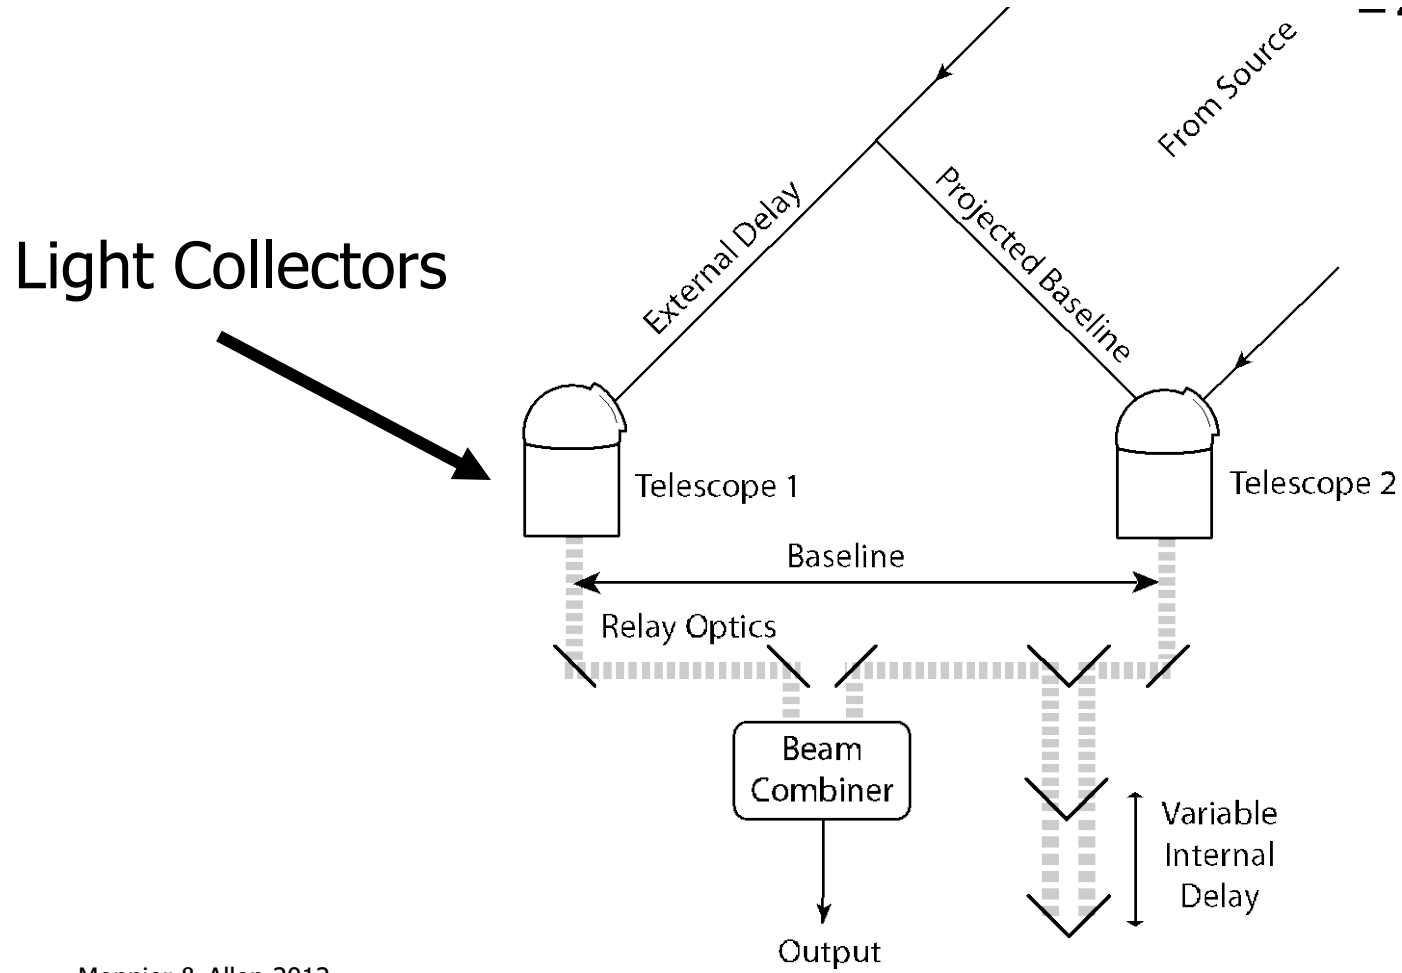 From Source
External Delay
Projected Baseline
Light Collectors
Telescope 1
Telescope 2
Baseline
Relay Optics
Beam
Combiner
Variable
Internal
Delay
Output